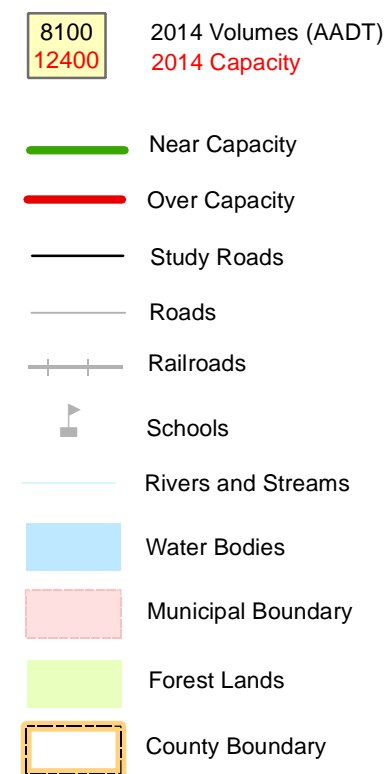 8100 2014 Volumes (AADT)
12400 2014 Capacity
Near Capacity
Over Capacity
Study Roads
Roads
Railroads
Schools
Rivers and Streams
Water Bodies
Municipal Boundary
Forest Lands
County Boundary